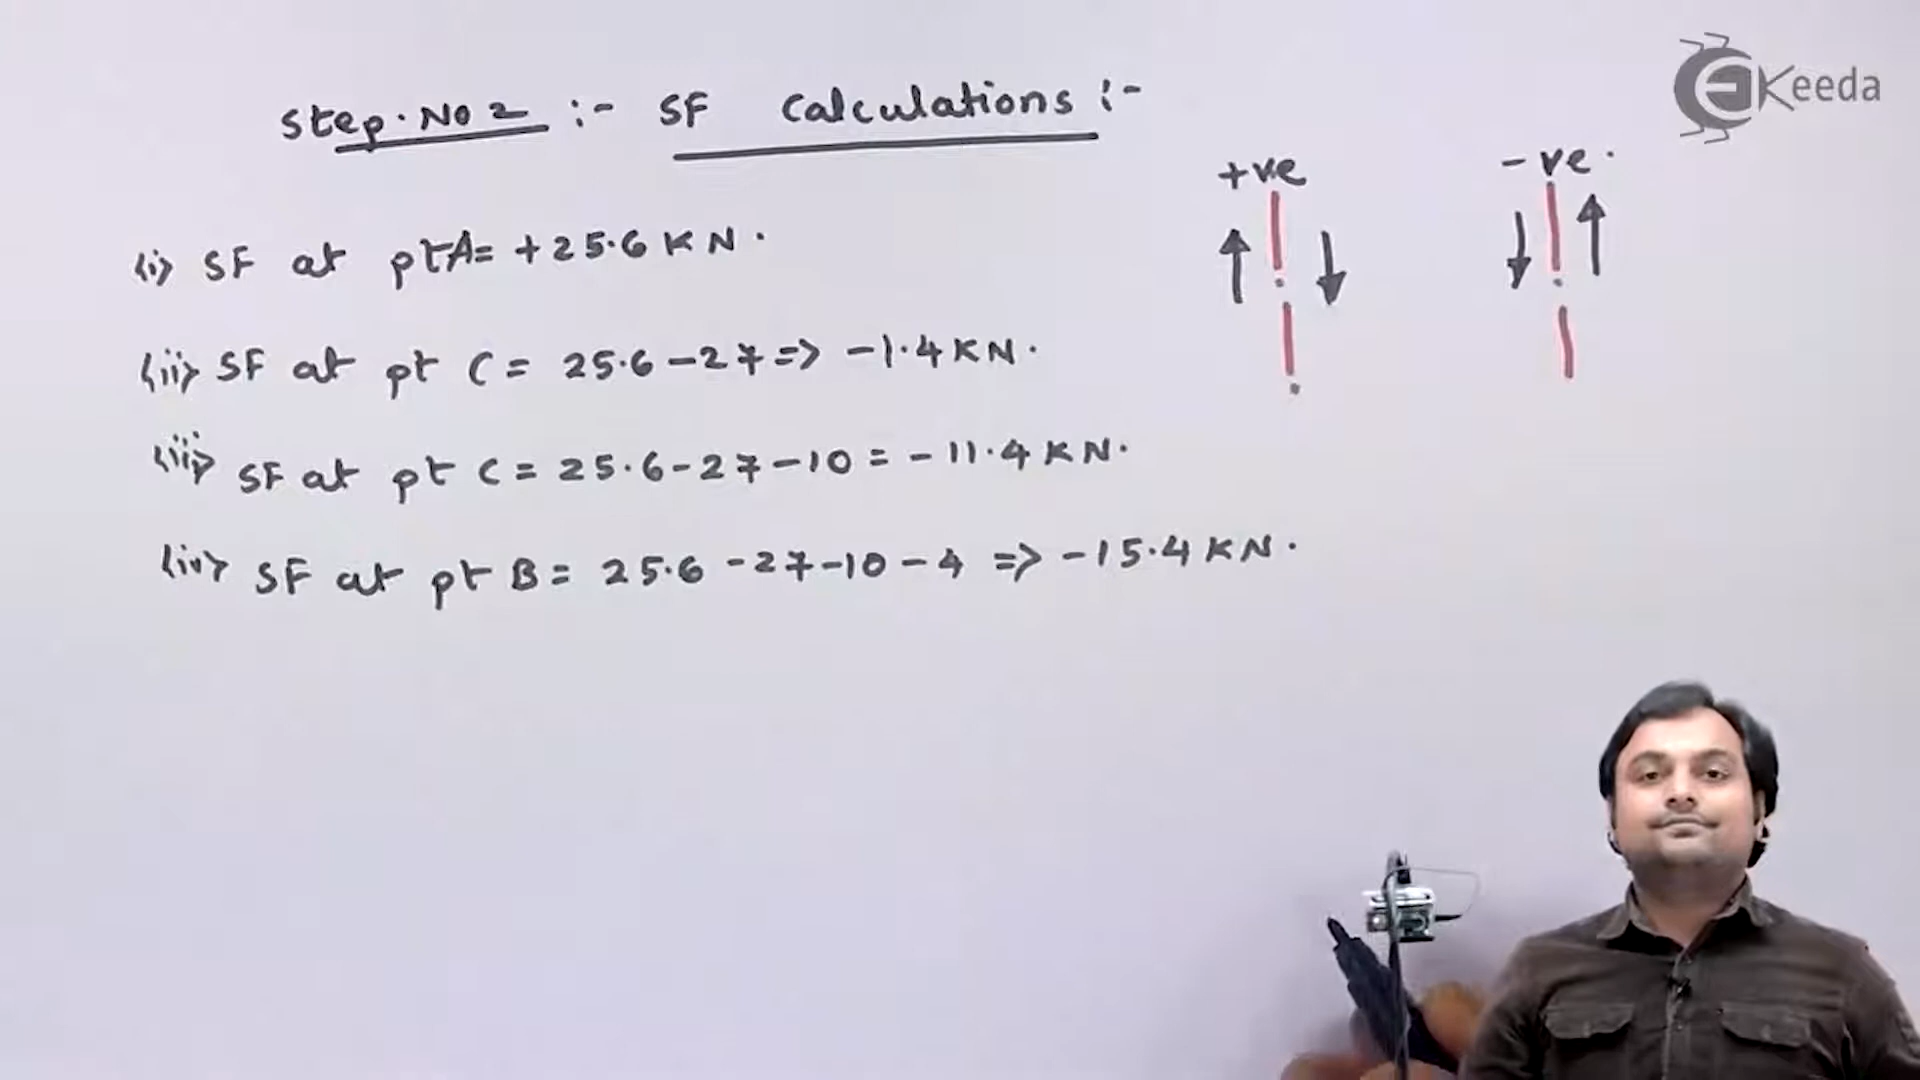 Step. No 2 :- SF Calculations :-
EKeeda
+ve
-ve.
(i) SF at pt A = +25.6 KN.
(ii) SF at pt C = 25.6 - 27 => -1.4 KN.
(iii) SF at pt C = 25.6 - 27 - 10 = -11.4 KN.
(iv) SF at pt B = 25.6 - 27 - 10 - 4 => -15.4 KN.